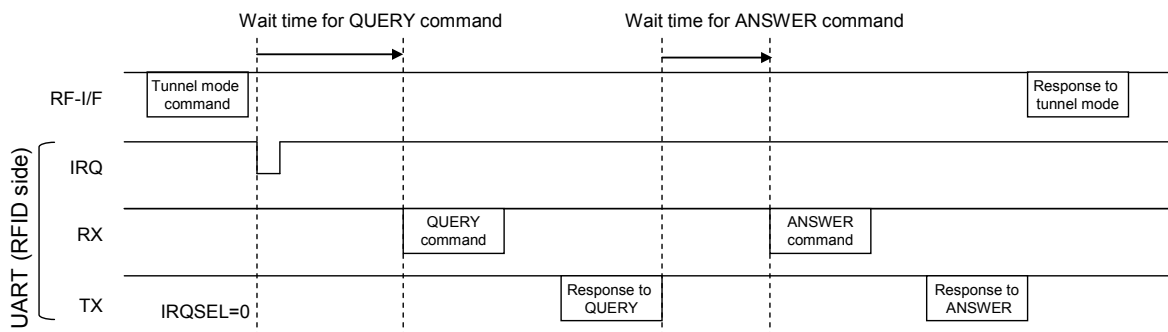 Wait time for QUERY command
Wait time for ANSWER command
RF-I/F
Tunnel mode
command
Response to
tunnel mode
UART (RFID side)
IRQ
RX
QUERY
command
ANSWER
command
TX
IRQSEL=0
Response to
QUERY
Response to
ANSWER